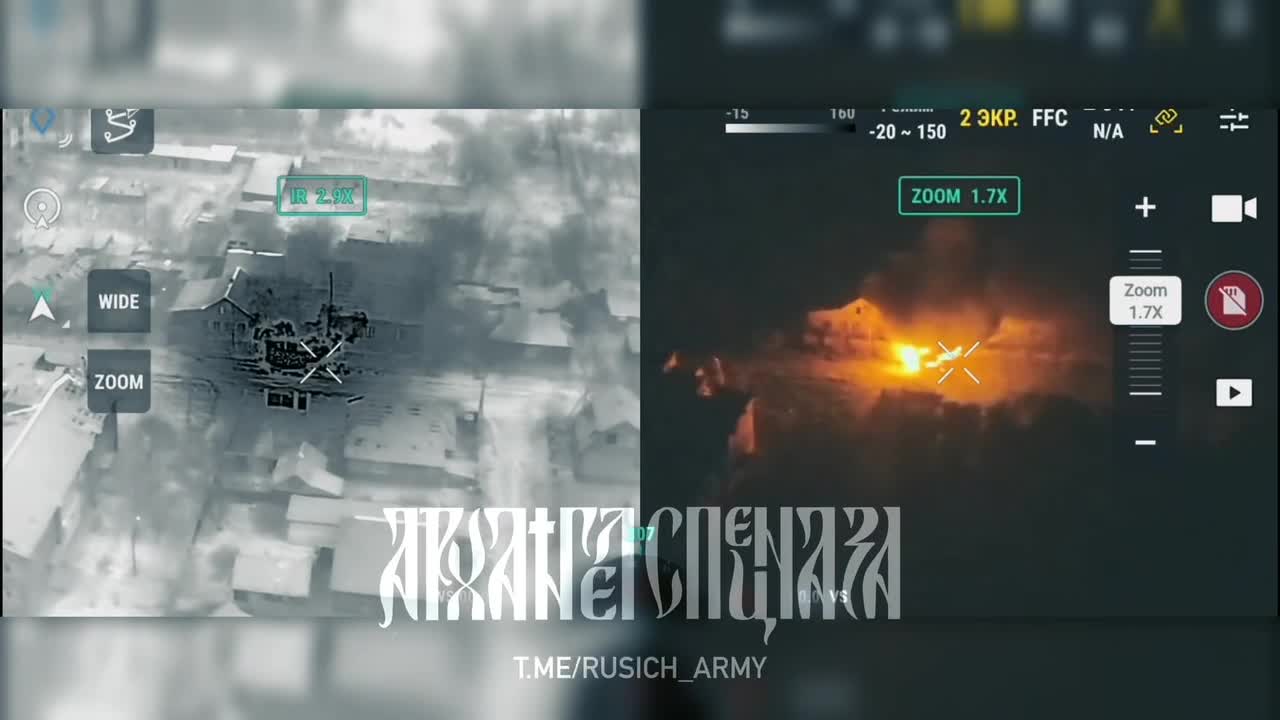 -15 160
-20 ~ 150
2 ЭКР.
FFC
N/A
IR 2.9X
ZOOM 1.7X
WIDE
Zoom
1.7X
ZOOM
АРХАНГЕЛ СПЕЦНАЗА
VS
T.ME/RUSICH_ARMY